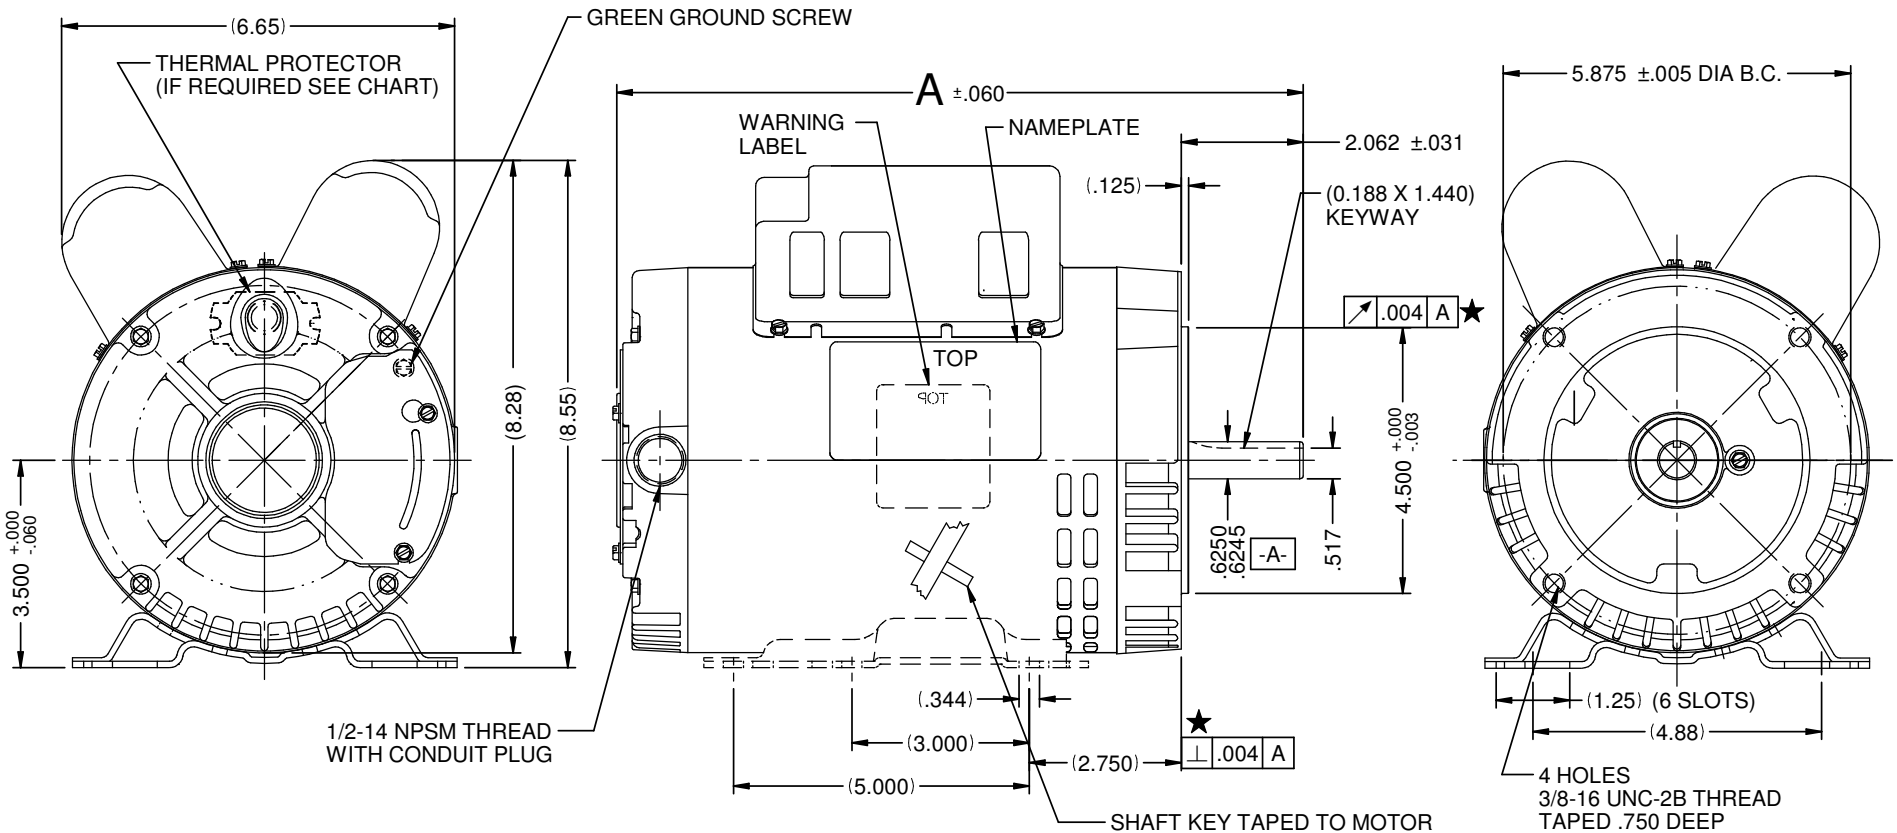 (6.65)
GREEN GROUND SCREW
THERMAL PROTECTOR
(IF REQUIRED SEE CHART)
(8.28)
(8.55)
3.500 +.000
-.060
A ±.060
WARNING
LABEL
NAMEPLATE
2.062 ±.031
(.125)
(0.188 X 1.440)
KEYWAY
TOP
TOP
.004 A ★
4.500 +.000
-.003
.6250
.6245
-A-
.517
1/2-14 NPSM THREAD
WITH CONDUIT PLUG
(.344)
(3.000)
(5.000)
(2.750)
★
⊥ .004 A
SHAFT KEY TAPED TO MOTOR
5.875 ±.005 DIA B.C.
(1.25) (6 SLOTS)
(4.88)
4 HOLES
3/8-16 UNC-2B THREAD
TAPED .750 DEEP